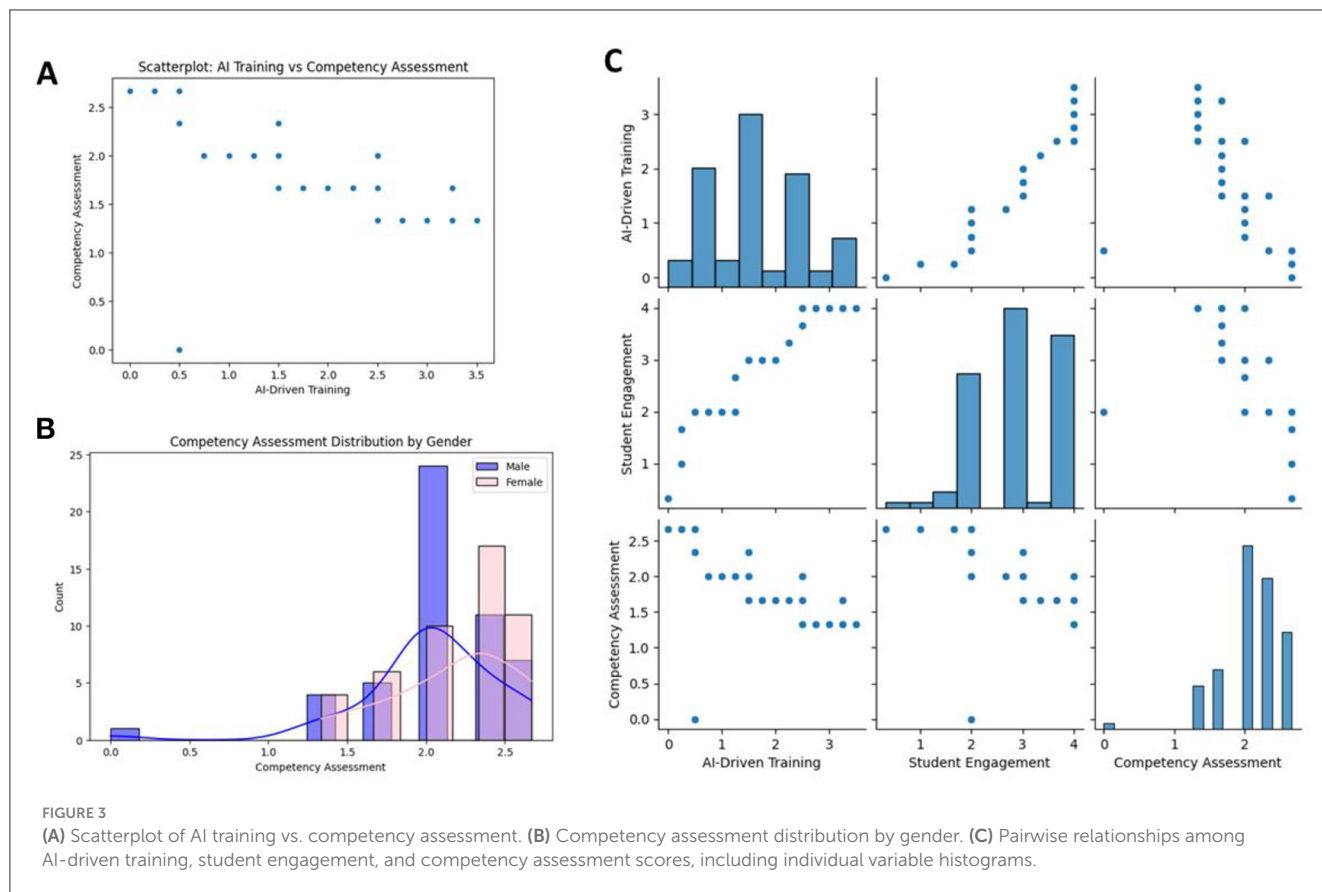 A
Scatterplot: AI Training vs Competency Assessment
Competency Assessment
2.5
2.0
1.5
1.0
0.5
0.0
0.0 0.5 1.0 1.5 2.0 2.5 3.0 3.5
AI-Driven Training
B
Competency Assessment Distribution by Gender
Male
Female
Count
25
20
15
10
5
0
0.0 0.5 1.0 1.5 2.0 2.5
Competency Assessment
C
AI-Driven Training
3
2
1
0
Student Engagement
4
3
2
1
Competency Assessment
2.5
2.0
1.5
1.0
0.5
0.0
0 1 2 3 1 2 3 4 0 1 2
AI-Driven Training Student Engagement Competency Assessment
FIGURE 3
(A) Scatterplot of AI training vs. competency assessment. (B) Competency assessment distribution by gender. (C) Pairwise relationships among
AI-driven training, student engagement, and competency assessment scores, including individual variable histograms.